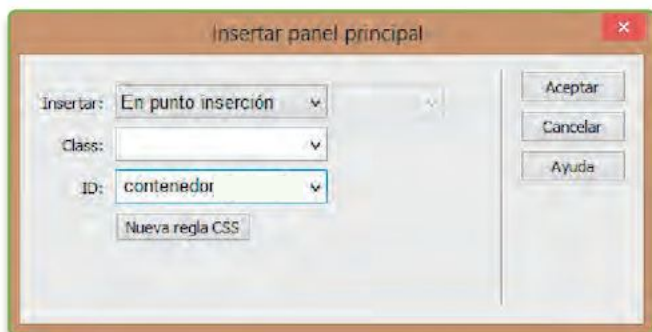 Insertar panel principal
Insertar: En punto inserción
Class:
ID: contenedor
Nueva regla CSS
Aceptar
Cancelar
Ayuda